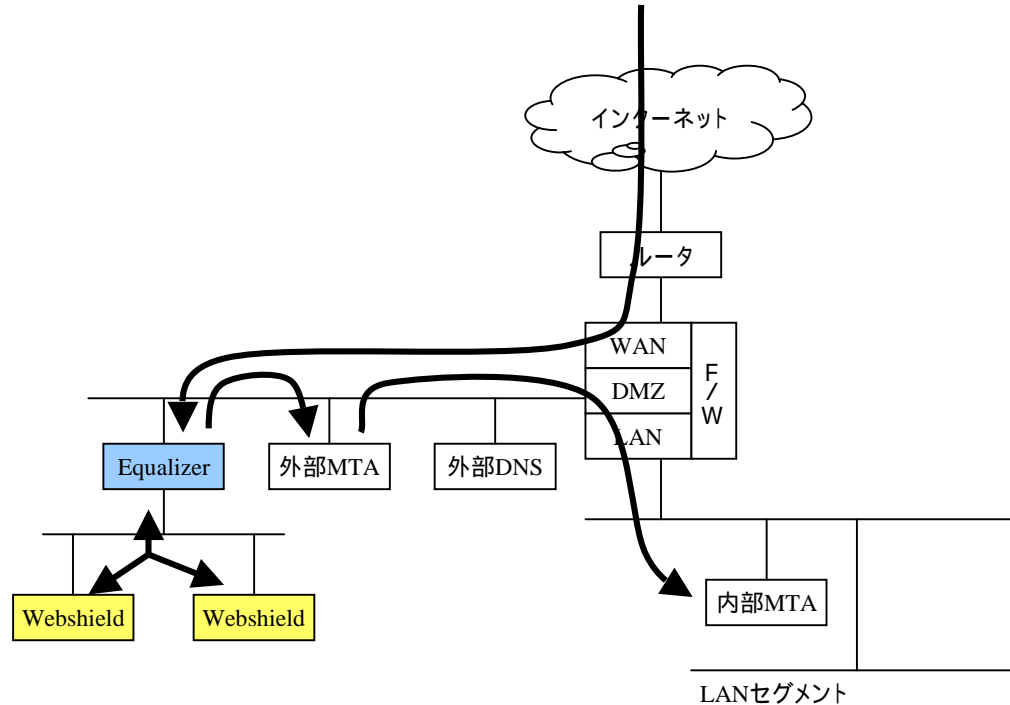 インターネット
ルータ
WAN
DMZ
LAN
F/W
Equalizer
外部MTA
外部DNS
Webshield
Webshield
内部MTA
LANセグメント